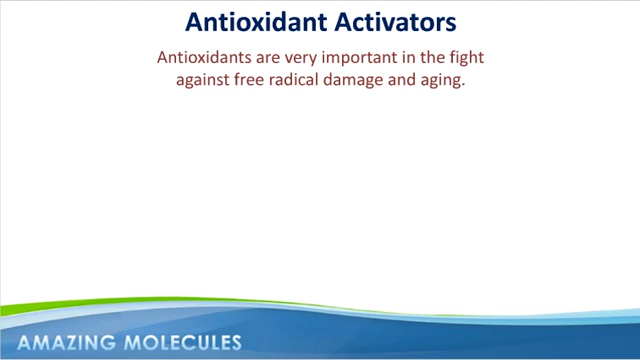 Antioxidant Activators
Antioxidants are very important in the fight
against free radical damage and aging.
AMAZING MOLECULES